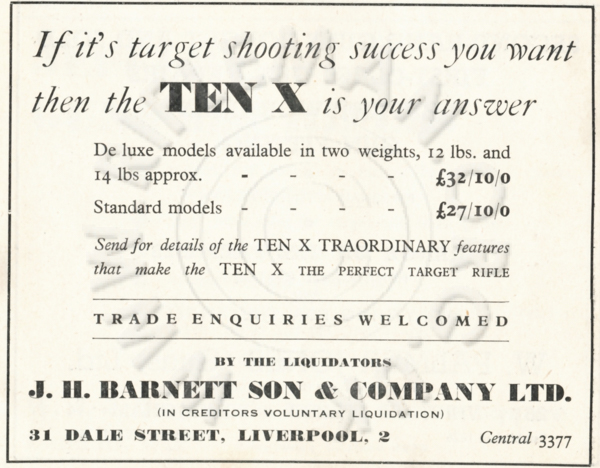 If it's target shooting success you want
then the TEN X is your answer
De luxe models available in two weights, 12 lbs. and
14 lbs approx. - - - - £32/10/0
Standard models - - - - £27/10/0
Send for details of the TEN X TRAORDINARY features
that make the TEN X THE PERFECT TARGET RIFLE
TRADE ENQUIRIES WELCOMED
BY THE LIQUIDATORS
J. H. BARNETT SON & COMPANY LTD.
(IN CREDITORS VOLUNTARY LIQUIDATION)
31 DALE STREET, LIVERPOOL, 2 Central 3377